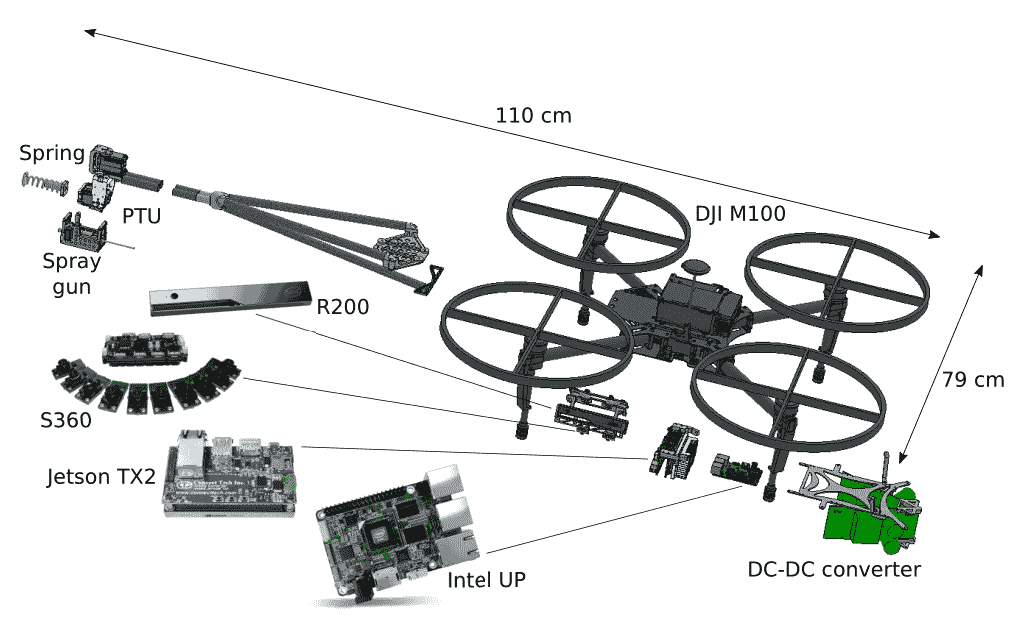 110 cm
Spring
PTU
DJI M100
Spray
gun
R200
79 cm
S360
Jetson TX2
DC-DC converter
Intel UP